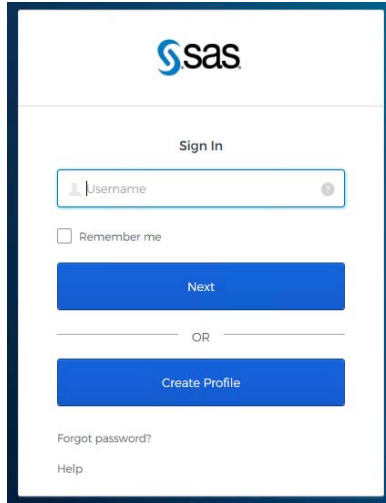 sas
Sign In
Username
?
Remember me
Next
OR
Create Profile
Forgot password?
Help